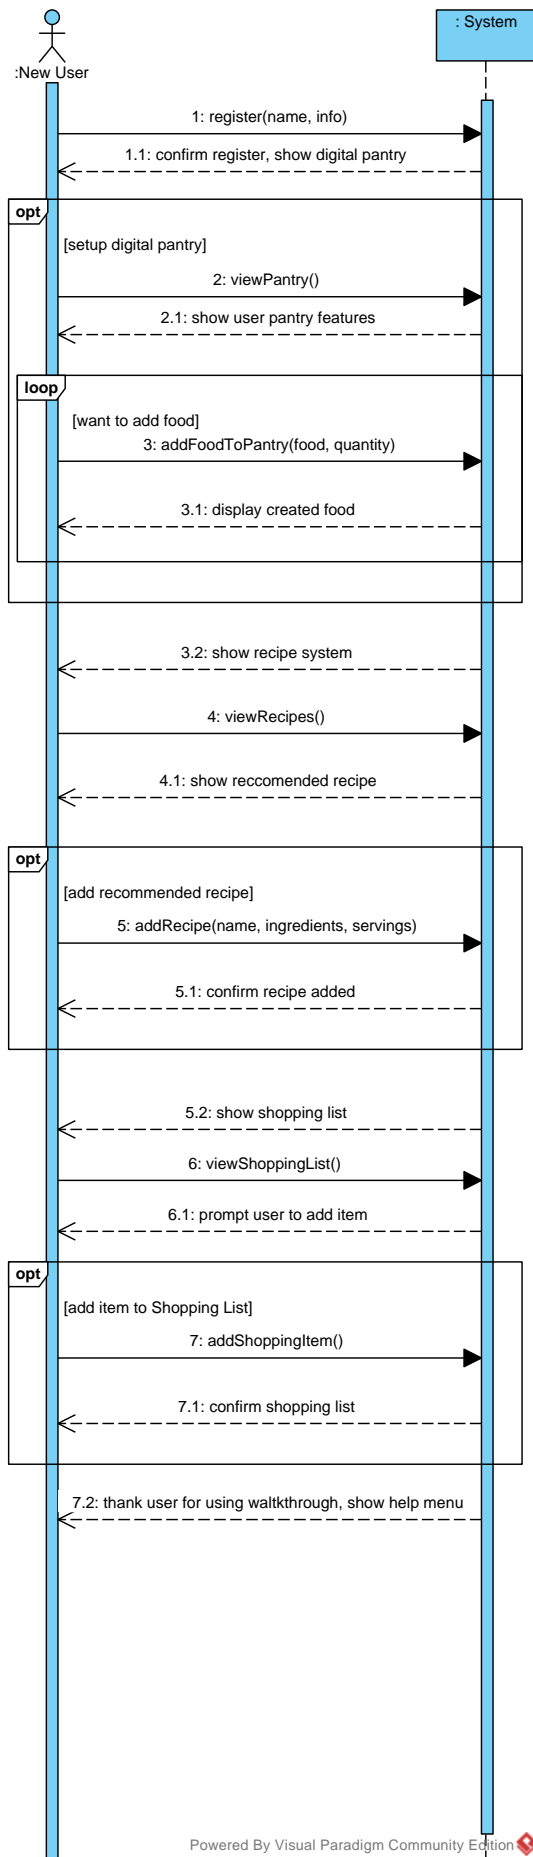 : System
:New User
1: register(name, info)
1.1: confirm register, show digital pantry
opt
[setup digital pantry]
2: viewPantry()
2.1: show user pantry features
loop
[want to add food]
3: addFoodToPantry(food, quantity)
3.1: display created food
3.2: show recipe system
4: viewRecipes()
4.1: show reccomended recipe
opt
[add recommended recipe]
5: addRecipe(name, ingredients, servings)
5.1: confirm recipe added
5.2: show shopping list
6: viewShoppingList()
6.1: prompt user to add item
opt
[add item to Shopping List]
7: addShoppingItem()
7.1: confirm shopping list
7.2: thank user for using waltkthrough, show help menu
Powered By Visual Paradigm Community Edition